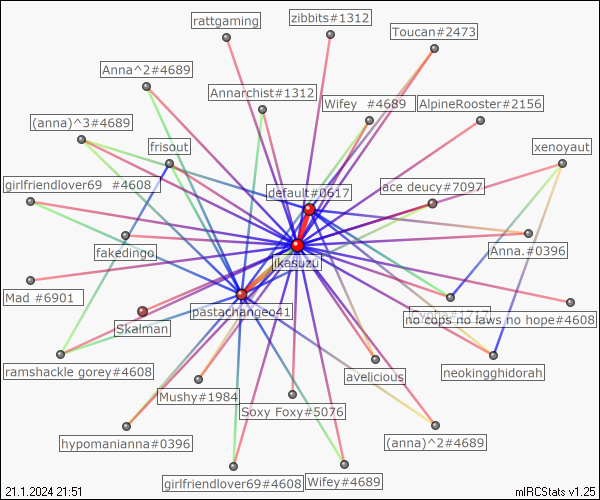 zibbits#1312
rattgaming
Toucan#2473
Anna^2#4689
Annarchist#1312
Wifey #4689
AlpineRooster#2156
(anna)^3#4689
frisout
xenoyaut
girlfriendlover69 #4608
default#0617
ace deucy#7097
fakedingo
Anna.#0396
ikasuzu
Mad #6901
pastachangeo41
Skalman
no cops no laws no hope#4608
ramshackle gorey#4608
avelicious
neokingghidorah
Mushy#1984
Soxy Foxy#5076
hypomanianna#0396
(anna)^2#4689
girlfriendlover69#4608
Wifey#4689
21.1.2024 21:51
mIRCStats v1.25